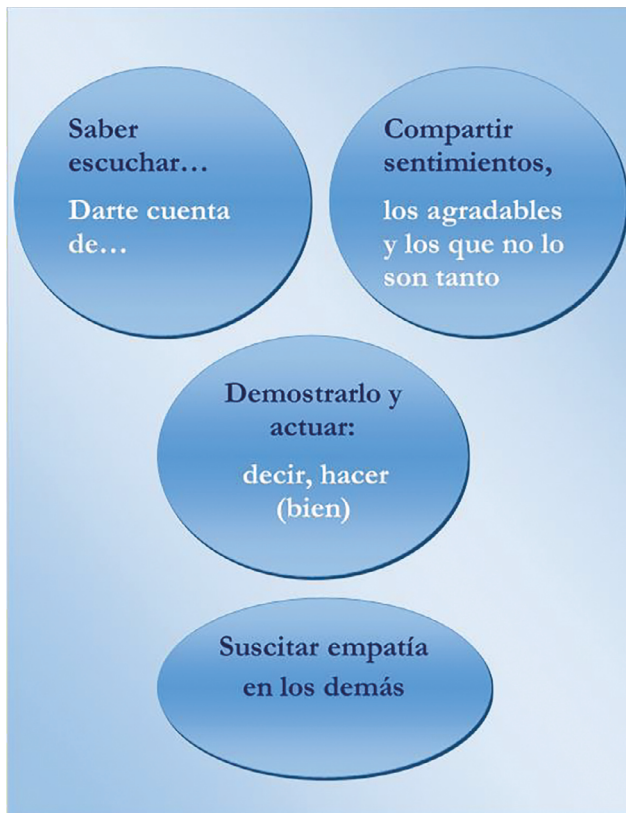 Saber
escuchar…
Darte cuenta
de…
Compartir
sentimientos,
los agradables
y los que no lo
son tanto
Demostrarlo y
actuar:
decir, hacer
(bien)
Suscitar empatía
en los demás